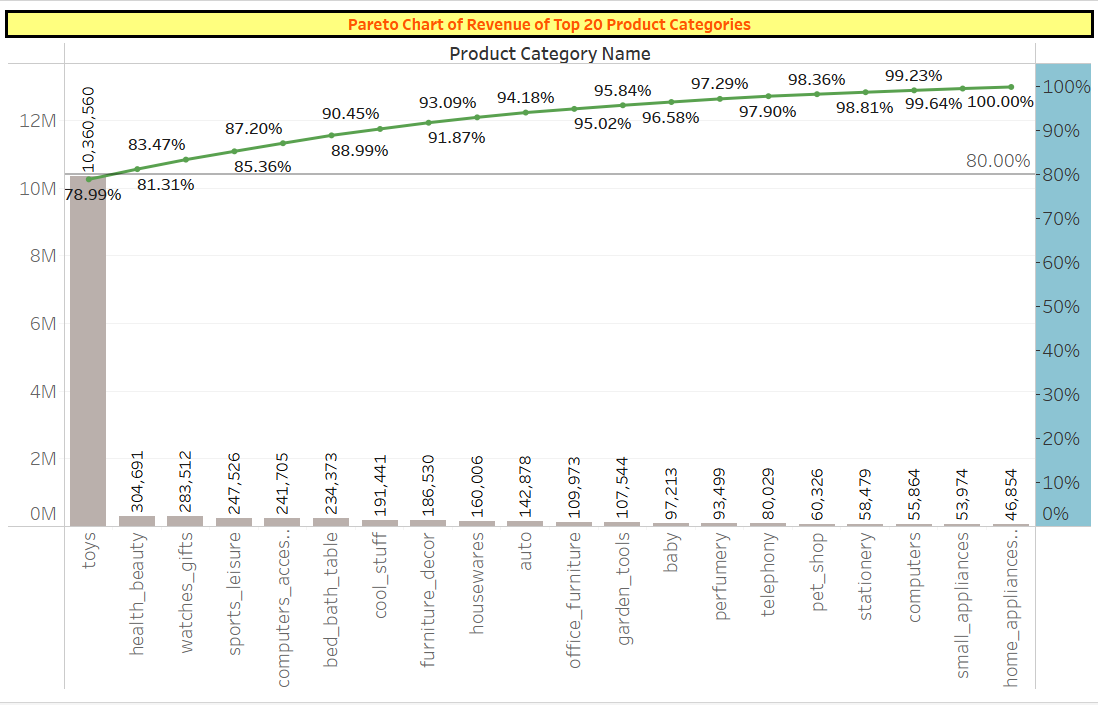 Pareto Chart of Revenue of Top 20 Product Categories
Product Category Name
12M
10M
8M
6M
4M
2M
0M
100%
90%
80%
70%
60%
50%
40%
30%
20%
10%
0%
80.00%
78.99%
81.31%
83.47%
85.36%
87.20%
88.99%
90.45%
91.87%
93.09%
94.18%
95.02%
95.84%
96.58%
97.29%
97.90%
98.36%
98.81%
99.23%
99.64%
100.00%
10,360,560
304,691
283,512
247,526
241,705
234,373
191,441
186,530
160,006
142,878
109,973
107,544
97,213
93,499
80,029
60,326
58,479
55,864
53,974
46,854
toys
health_beauty
watches_gifts
sports_leisure
computers_acces..
bed_bath_table
cool_stuff
furniture_decor
housewares
auto
office_furniture
garden_tools
baby
perfumery
telephony
pet_shop
stationery
computers
small_appliances
home_appliances..